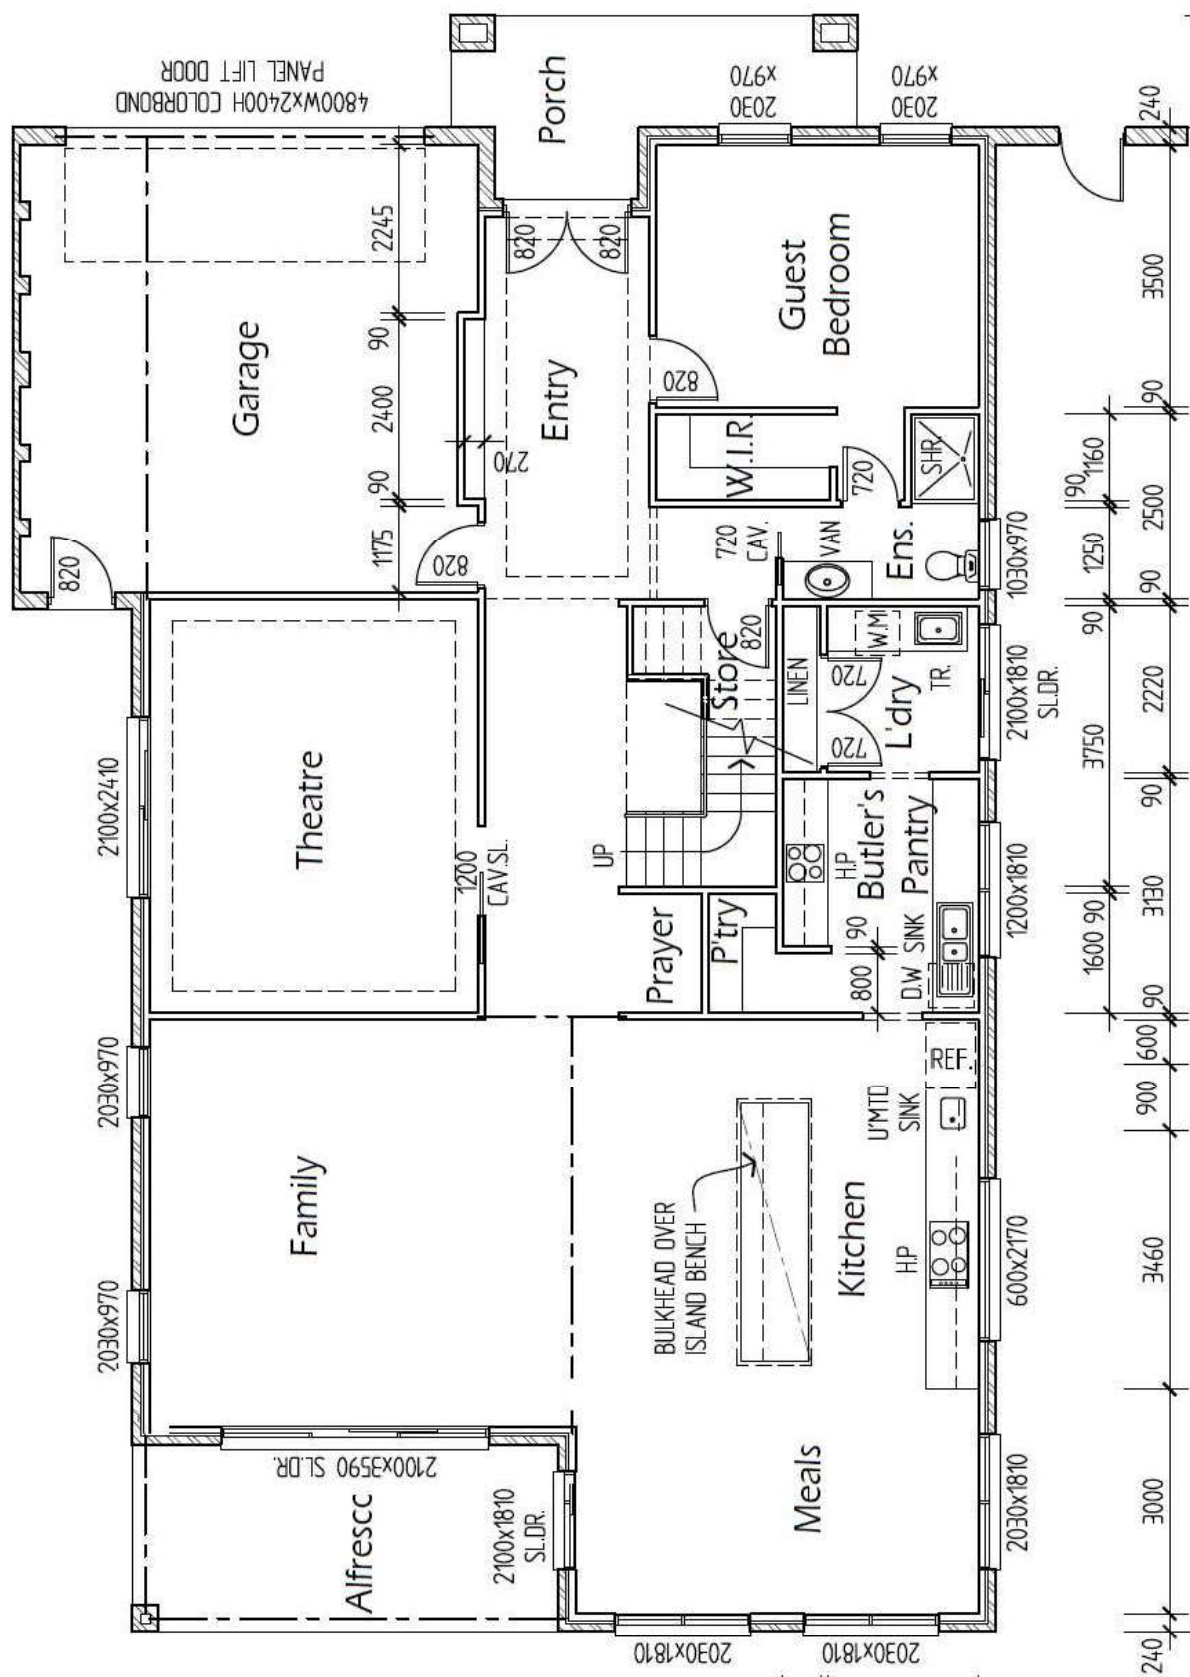 2030x970
2030x970
2100x2410
820
4800Wx2400H COLORBOND
PANEL LIFT DOOR
Garage
Family
Theatre
2100x3590 SL.DR.
Alfrescc
1175
90
2400
90
2245
820
270
1200
CAV.SL.
2100x1810
SL.DR.
Entry
820
820
Porch
UP
Prayer
P'try
Store
820
720
CAV.
W.I.R.
820
Guest
Bedroom
2030
x970
2030
x970
BULKHEAD OVER
ISLAND BENCH
Meals
Kitchen
H.P
U'MTD
SINK
REF.
800
90
D.W
SINK
H.P
Butler's
Pantry
LINEN
720
720
L'dry
W.M
TR.
VAN
Ens.
720
SHR.
2030x1810
2030x1810
2030x1810
600x2170
1200x1810
2100x1810
SL.DR.
1030x970
1600
90
3750
90
1250
90
1160
240
3000
3460
900
600
90
3130
90
2220
90
2500
90
3500
240